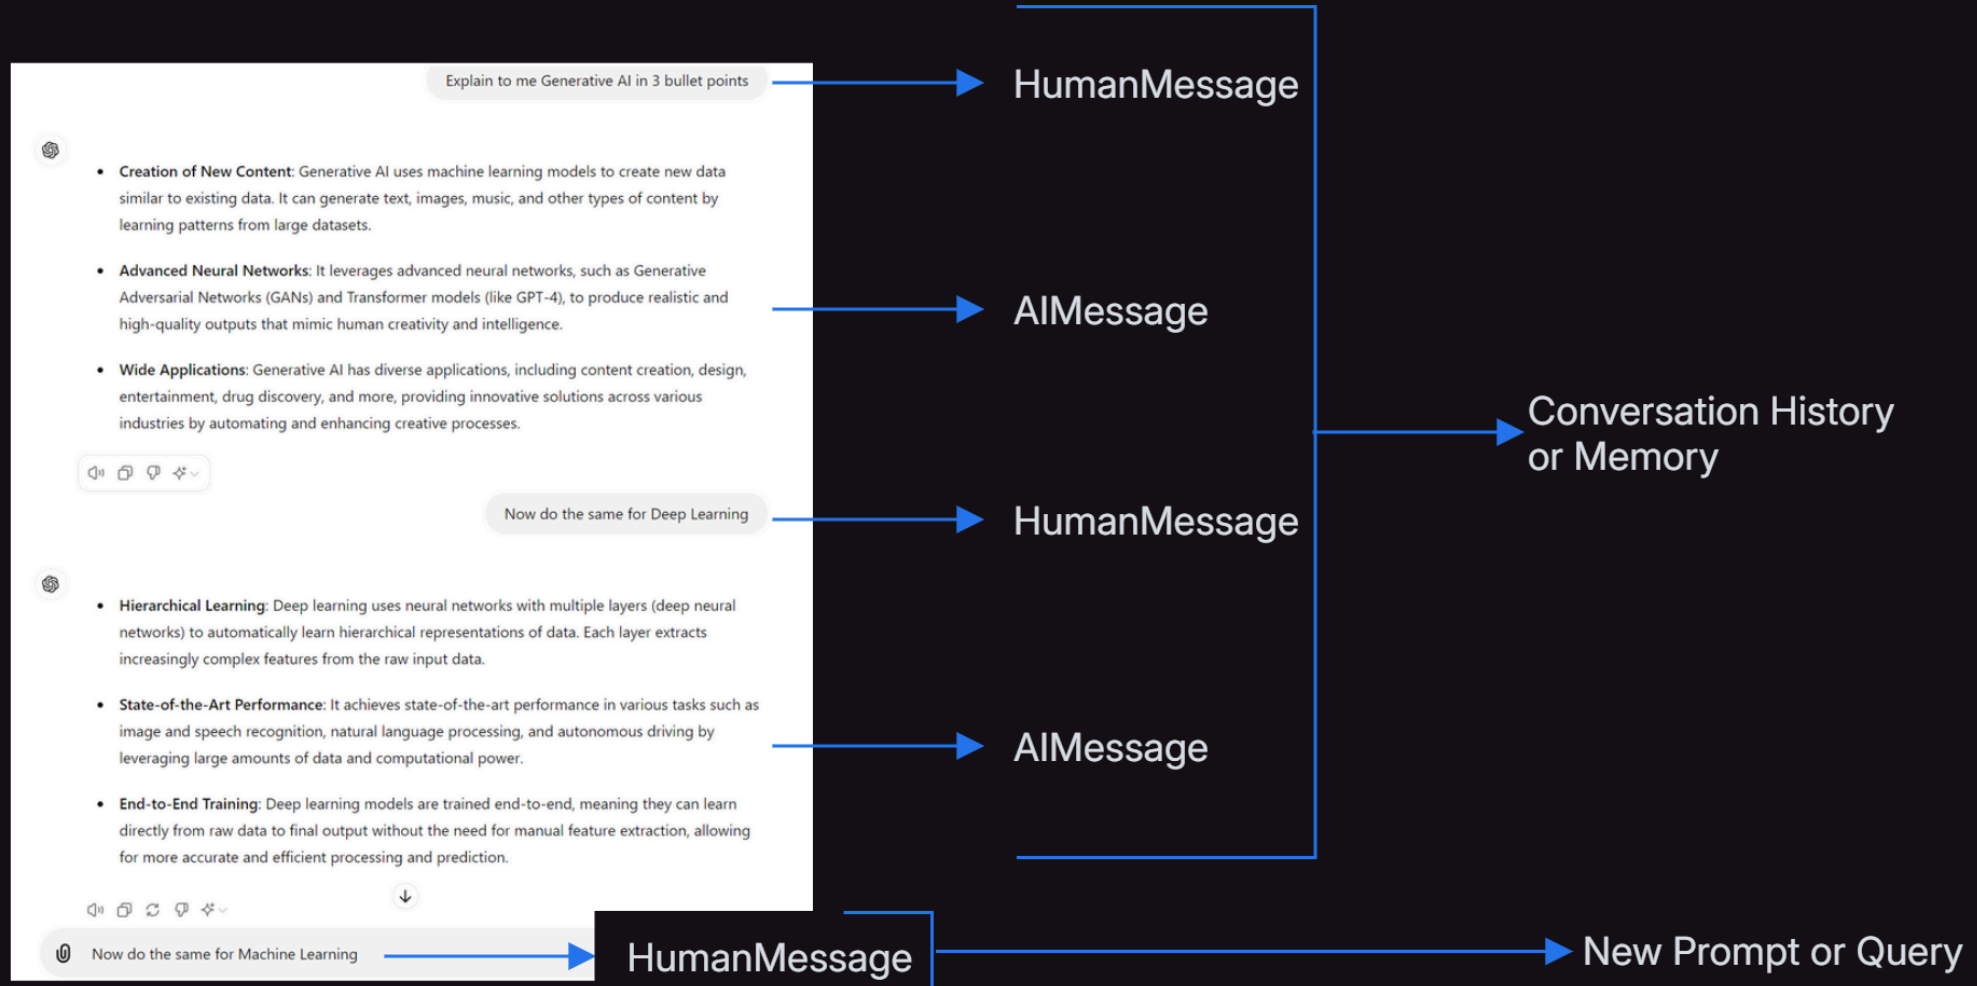 Explain to me Generative AI in 3 bullet points
HumanMessage
• Creation of New Content: Generative AI uses machine learning models to create new data
similar to existing data. It can generate text, images, music, and other types of content by
learning patterns from large datasets.
• Advanced Neural Networks: It leverages advanced neural networks, such as Generative
Adversarial Networks (GANs) and Transformer models (like GPT-4), to produce realistic and
high-quality outputs that mimic human creativity and intelligence.
AIMessage
• Wide Applications: Generative AI has diverse applications, including content creation, design,
entertainment, drug discovery, and more, providing innovative solutions across various
industries by automating and enhancing creative processes.
Conversation History
or Memory
Now do the same for Deep Learning
HumanMessage
• Hierarchical Learning: Deep learning uses neural networks with multiple layers (deep neural
networks) to automatically learn hierarchical representations of data. Each layer extracts
increasingly complex features from the raw input data.
• State-of-the-Art Performance: It achieves state-of-the-art performance in various tasks such as
image and speech recognition, natural language processing, and autonomous driving by
leveraging large amounts of data and computational power.
AIMessage
• End-to-End Training: Deep learning models are trained end-to-end, meaning they can learn
directly from raw data to final output without the need for manual feature extraction, allowing
for more accurate and efficient processing and prediction.
Now do the same for Machine Learning
HumanMessage
New Prompt or Query